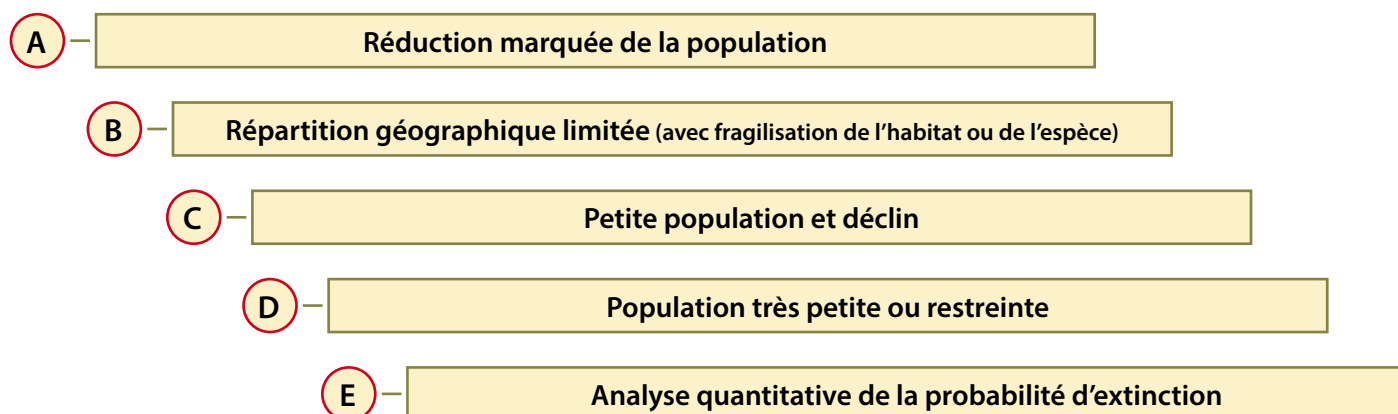 A Réduction marquée de la population
B Répartition géographique limitée (avec fragilisation de l’habitat ou de l’espèce)
C Petite population et déclin
D Population très petite ou restreinte
E Analyse quantitative de la probabilité d’extinction